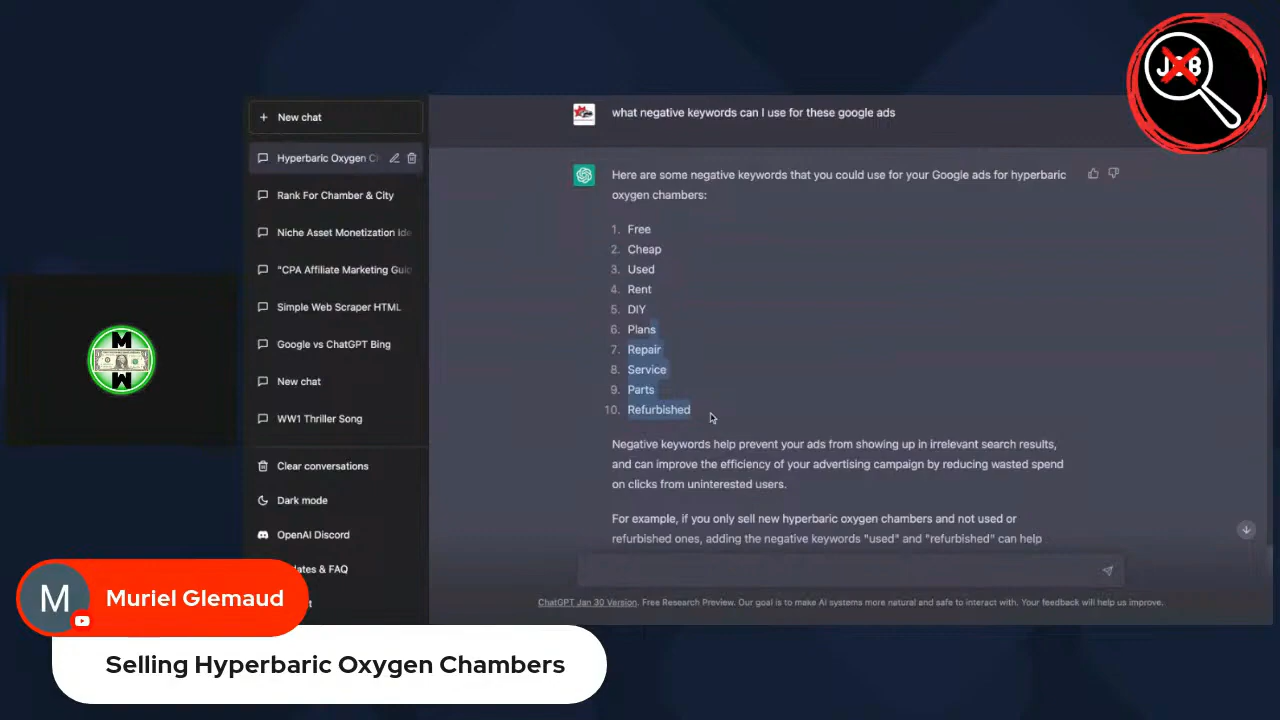 JOB
what negative keywords can I use for these google ads
New chat
Hyperbaric Oxygen C
Rank For Chamber & City
Niche Asset Monetization Ide
"CPA Affiliate Marketing Guid
Simple Web Scraper HTML
Google vs ChatGPT Bing
New chat
WW1 Thriller Song
Clear conversations
Dark mode
OpenAI Discord
ates & FAQ
Here are some negative keywords that you could use for your Google ads for hyperbaric
oxygen chambers:
1. Free
2. Cheap
3. Used
4. Rent
5. DIY
6. Plans
7. Repair
8. Service
9. Parts
10. Refurbished
Negative keywords help prevent your ads from showing up in irrelevant search results,
and can improve the efficiency of your advertising campaign by reducing wasted spend
on clicks from uninterested users.
For example, if you only sell new hyperbaric oxygen chambers and not used or
refurbished ones, adding the negative keywords "used" and "refurbished" can help
ChatGPT Jan 30 Version. Free Research Preview. Our goal is to make AI systems more natural and safe to interact with. Your feedback will help us improve.
M
M
M
Muriel Glemaud
Selling Hyperbaric Oxygen Chambers